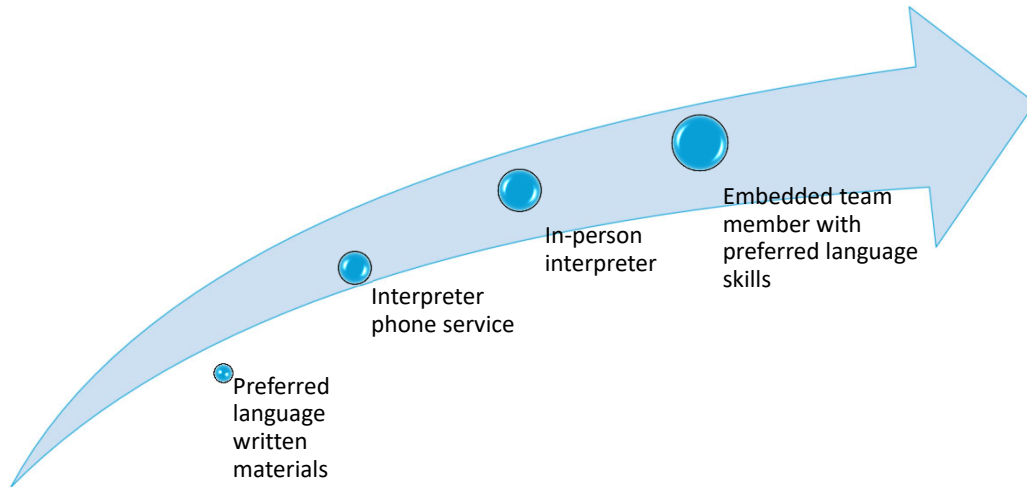 Preferred
language
written
materials
Interpreter
phone service
In-person
interpreter
Embedded team
member with
preferred language
skills